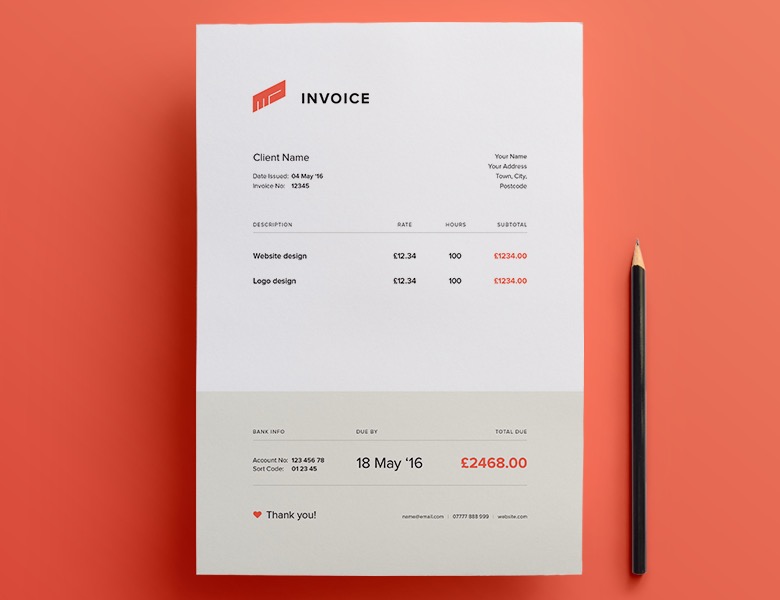 INVOICE
Client Name
Date Issued: 04 May '16
Invoice No: 12345
Your Name
Your Address
Town, City,
Postcode
DESCRIPTION RATE HOURS SUBTOTAL
Website design £12.34 100 £1234.00
Logo design £12.34 100 £1234.00
BANK INFO DUE BY TOTAL DUE
Account No: 123 456 78
Sort Code: 01 23 45
18 May ‘16
£2468.00
Thank you!
name@email.com | 07777 888 999 | website.com